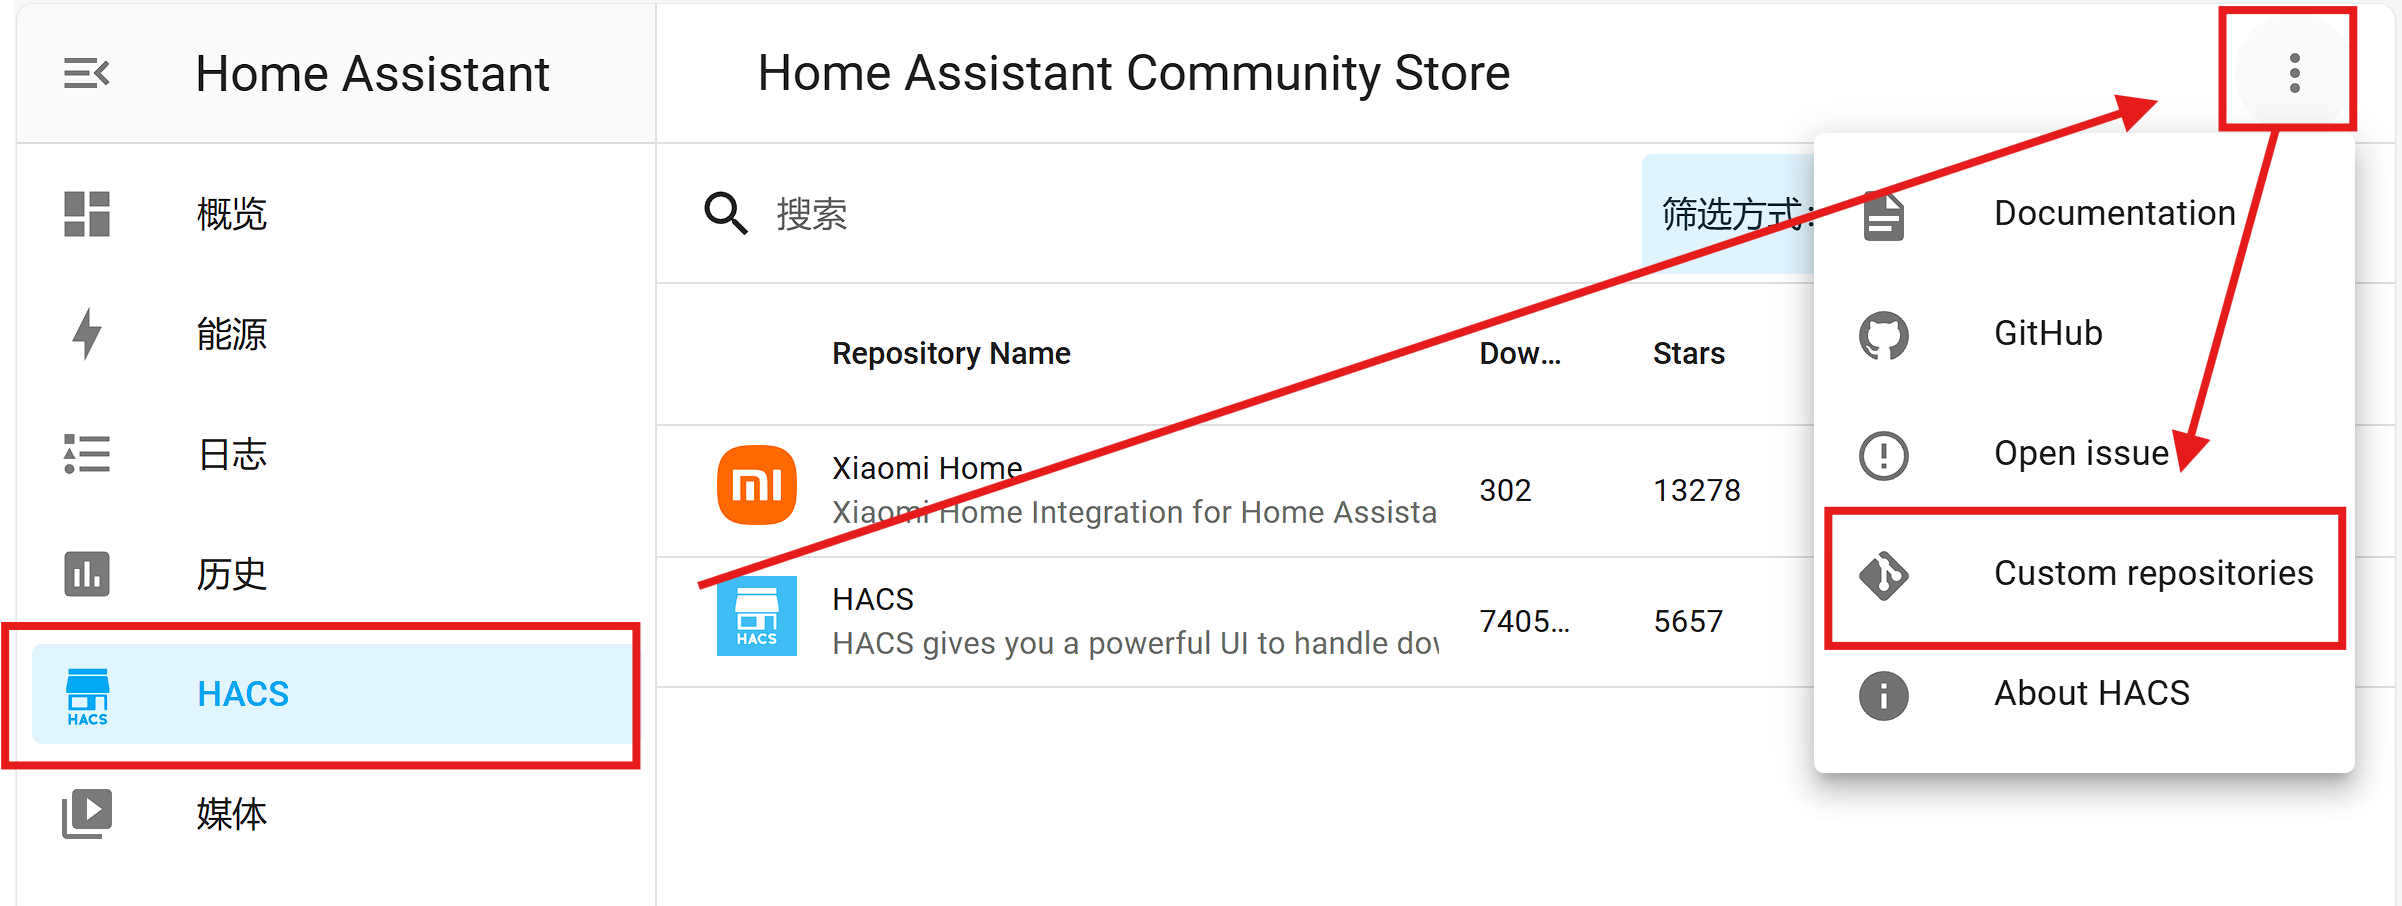 Home Assistant
概览
能源
日志
历史
HACS
HACS
媒体
Home Assistant Community Store
搜索
筛选方式:
Repository Name Dow... Stars
mi
Xiaomi Home
Xiaomi Home Integration for Home Assista
302 13278
HACS
HACS
HACS gives you a powerful UI to handle dov
7405... 5657
Documentation
GitHub
Open issue
Custom repositories
About HACS